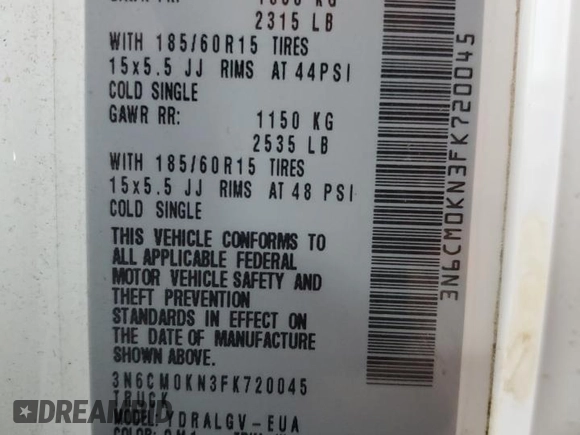 2315 LB
WITH 185/60R15 TIRES
15x5.5 JJ RIMS AT 44PSI
COLD SINGLE
GAWR RR: 1150 KG
2535 LB
WITH 185/60R15 TIRES
15x5.5 JJ RIMS AT 48 PSI
COLD SINGLE
THIS VEHICLE CONFORMS TO
ALL APPLICABLE FEDERAL
MOTOR VEHICLE SAFETY AND
THEFT PREVENTION
STANDARDS IN EFFECT ON
THE DATE OF MANUFACTURE
SHOWN ABOVE.
3N6CM0KN3FK720045
TRUCK
MODEL: YDRALGV-EUA
3N6CM0KN3FK720045
DREAMBID.com